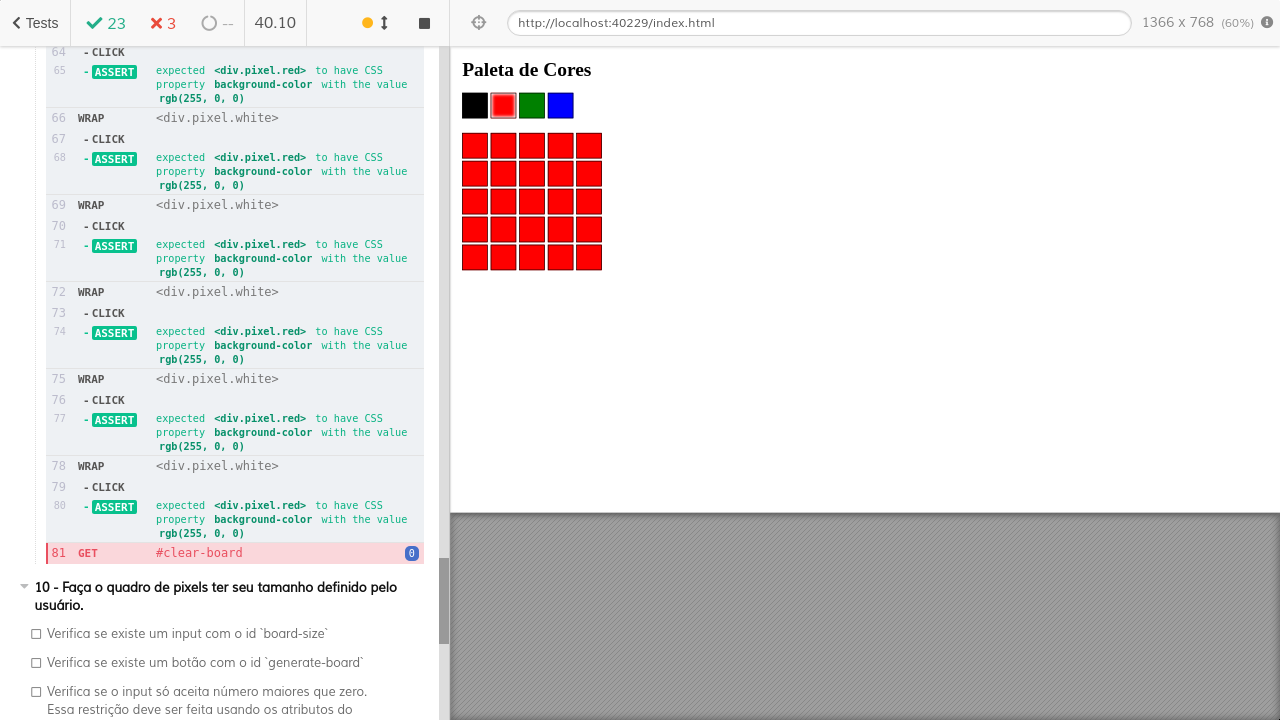 Tests 23 3 -- 40.10
http://localhost:40229/index.html 1366 x 768 (60%)
64 - CLICK
65 - ASSERT expected <div.pixel.red> to have CSS
property background-color with the value
rgb(255, 0, 0)
66 WRAP <div.pixel.white>
67 - CLICK
68 - ASSERT expected <div.pixel.red> to have CSS
property background-color with the value
rgb(255, 0, 0)
69 WRAP <div.pixel.white>
70 - CLICK
71 - ASSERT expected <div.pixel.red> to have CSS
property background-color with the value
rgb(255, 0, 0)
72 WRAP <div.pixel.white>
73 - CLICK
74 - ASSERT expected <div.pixel.red> to have CSS
property background-color with the value
rgb(255, 0, 0)
75 WRAP <div.pixel.white>
76 - CLICK
77 - ASSERT expected <div.pixel.red> to have CSS
property background-color with the value
rgb(255, 0, 0)
78 WRAP <div.pixel.white>
79 - CLICK
80 - ASSERT expected <div.pixel.red> to have CSS
property background-color with the value
rgb(255, 0, 0)
81 GET #clear-board 0
10 - Faça o quadro de pixels ter seu tamanho definido pelo
usuário.
Verifica se existe um input com o id `board-size`
Verifica se existe um botão com o id `generate-board`
Verifica se o input só aceita número maiores que zero.
Essa restrição deve ser feita usando os atributos do
Paleta de Cores